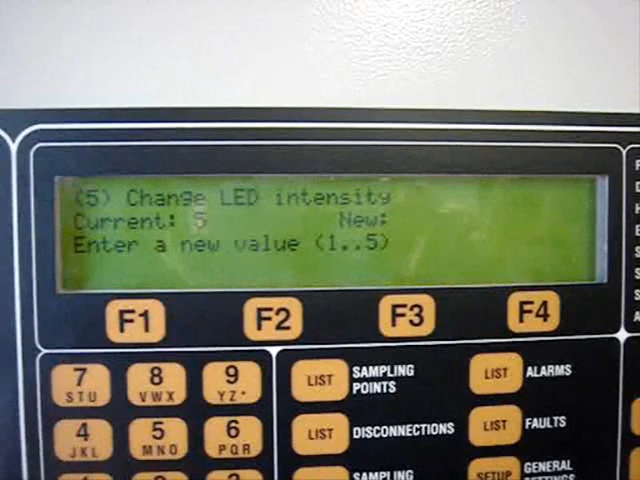 (5) Change LED intensity
Current: 5 New:
Enter a new value (1..5)
F1 F2 F3 F4
7 8 9
STU VWX YZ*
LIST SAMPLING POINTS
LIST ALARMS
4 5 6
JKL MNO PQR
LIST DISCONNECTIONS
LIST FAULTS
SAMPLING
SETUP GENERAL